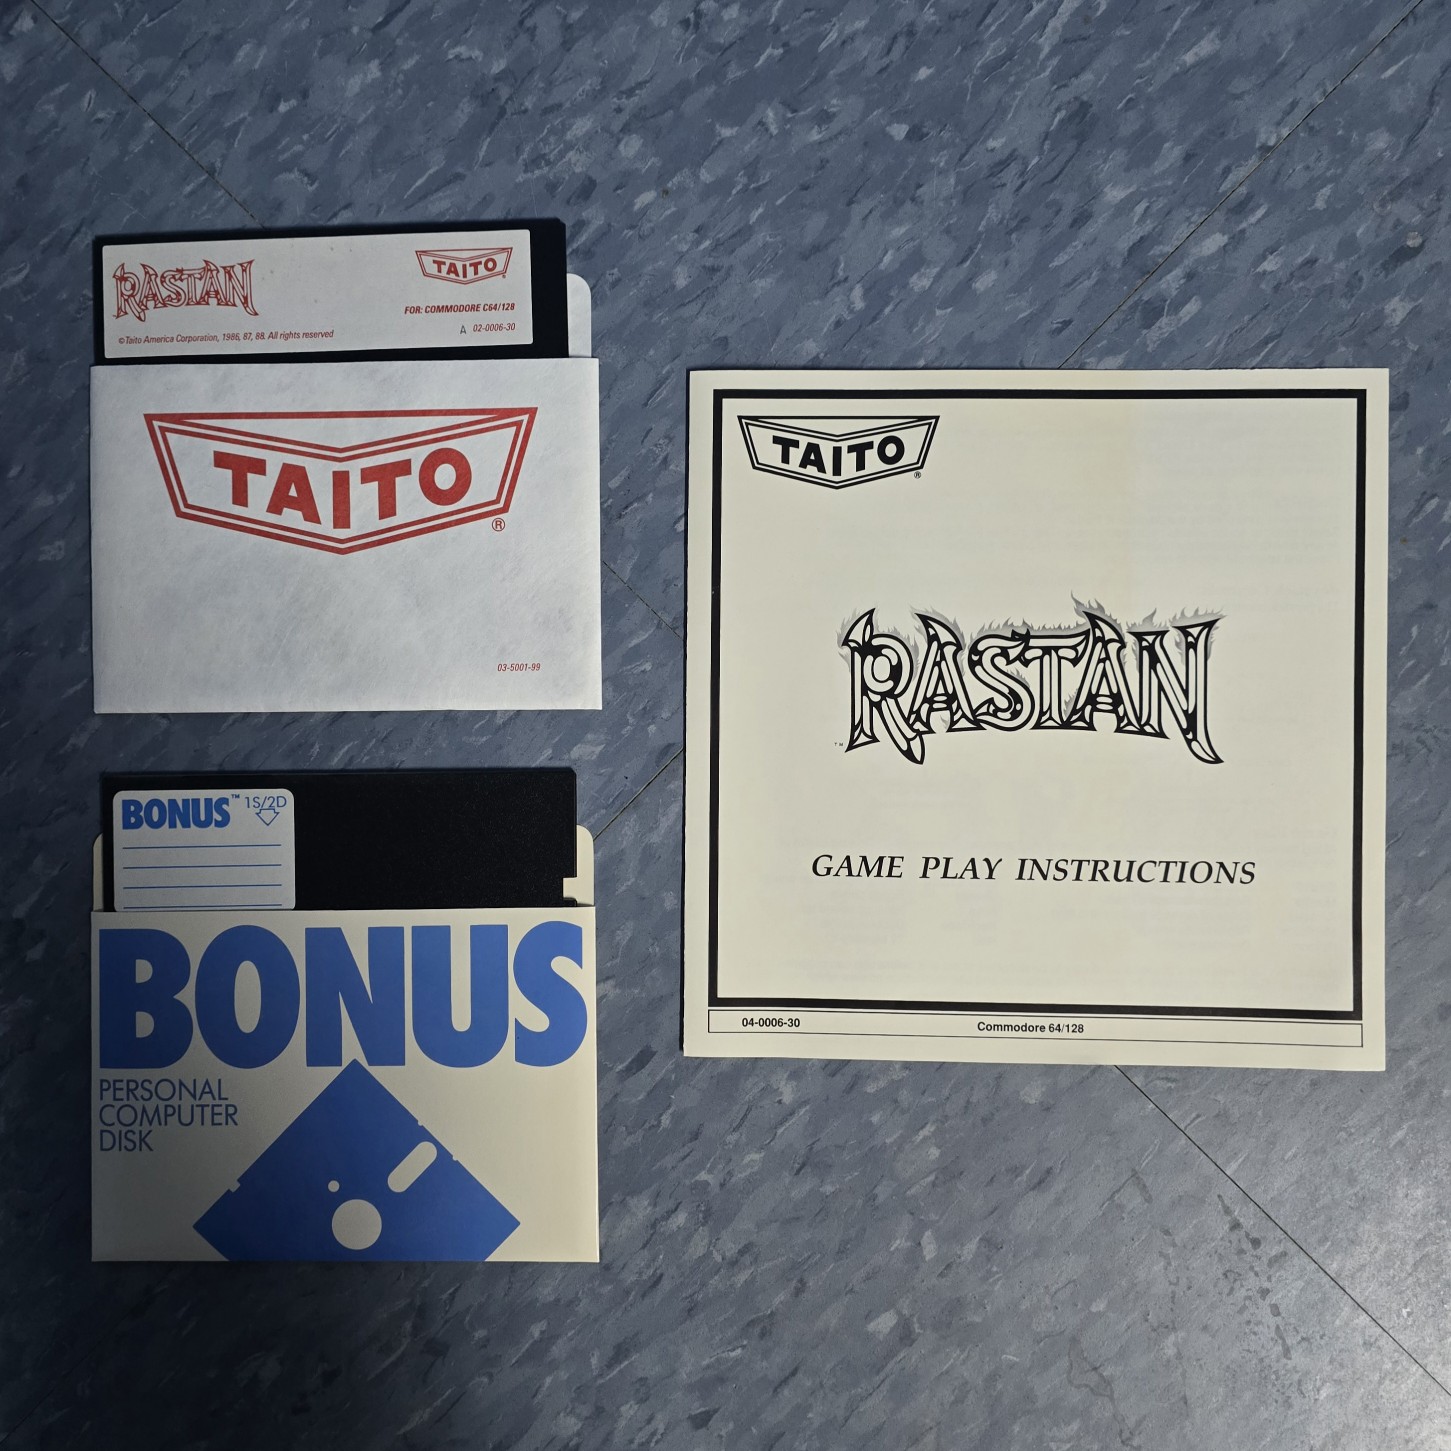 RASTAN
TAITO
FOR: COMMODORE C64/128
A 02-0006-30
©Taito America Corporation, 1986, 87, 88. All rights reserved
TAITO®
03-5001-99
BONUS™ 1S/2D
BONUS
PERSONAL
COMPUTER
DISK
TAITO®
RASTAN
™
GAME PLAY INSTRUCTIONS
04-0006-30 Commodore 64/128